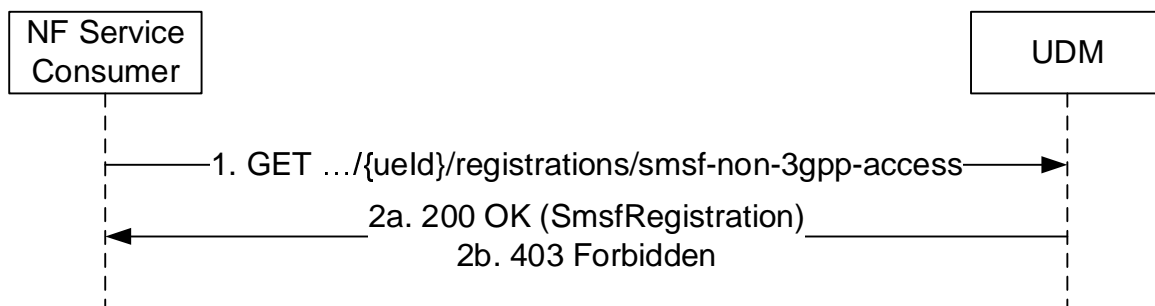 NF Service
Consumer
UDM
1. GET …/{ueId}/registrations/smsf-non-3gpp-access
2a. 200 OK (SmsfRegistration)
2b. 403 Forbidden